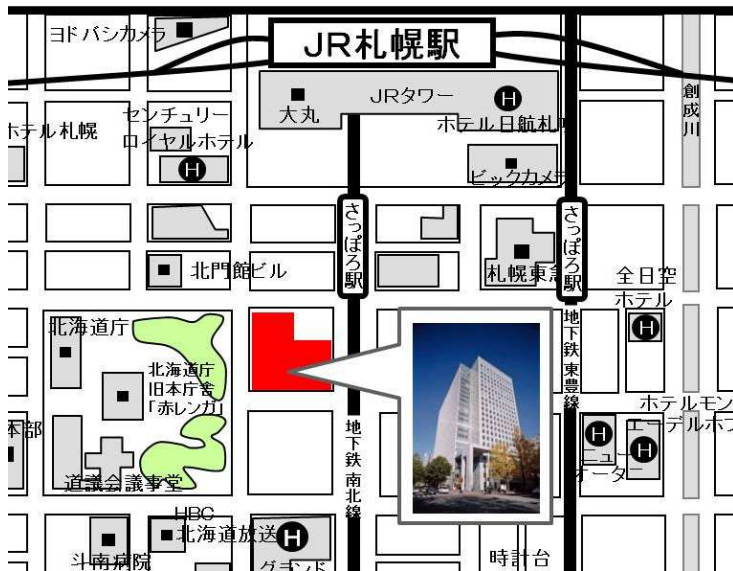 ヨドバシカメラ
JR札幌駅
JRタワー
大丸
H
ホテル日航札
創成川
センチュリー
ロイヤルホテル
H
ホテル札幌
ビックカメラ
さっぽろ駅
さっぽろ駅
北門館ビル
札幌東急
全日空
ホテル
H
北海道庁
北海道庁
旧本庁舎
「赤レンガ」
地下鉄 東豊線
地下鉄 南北線
本部
道議会議事堂
ホテルモン
エーデルホフ
H
H
ニュー
オータニ
HBC
北海道放送
H
グランド
斗南病院
時計台